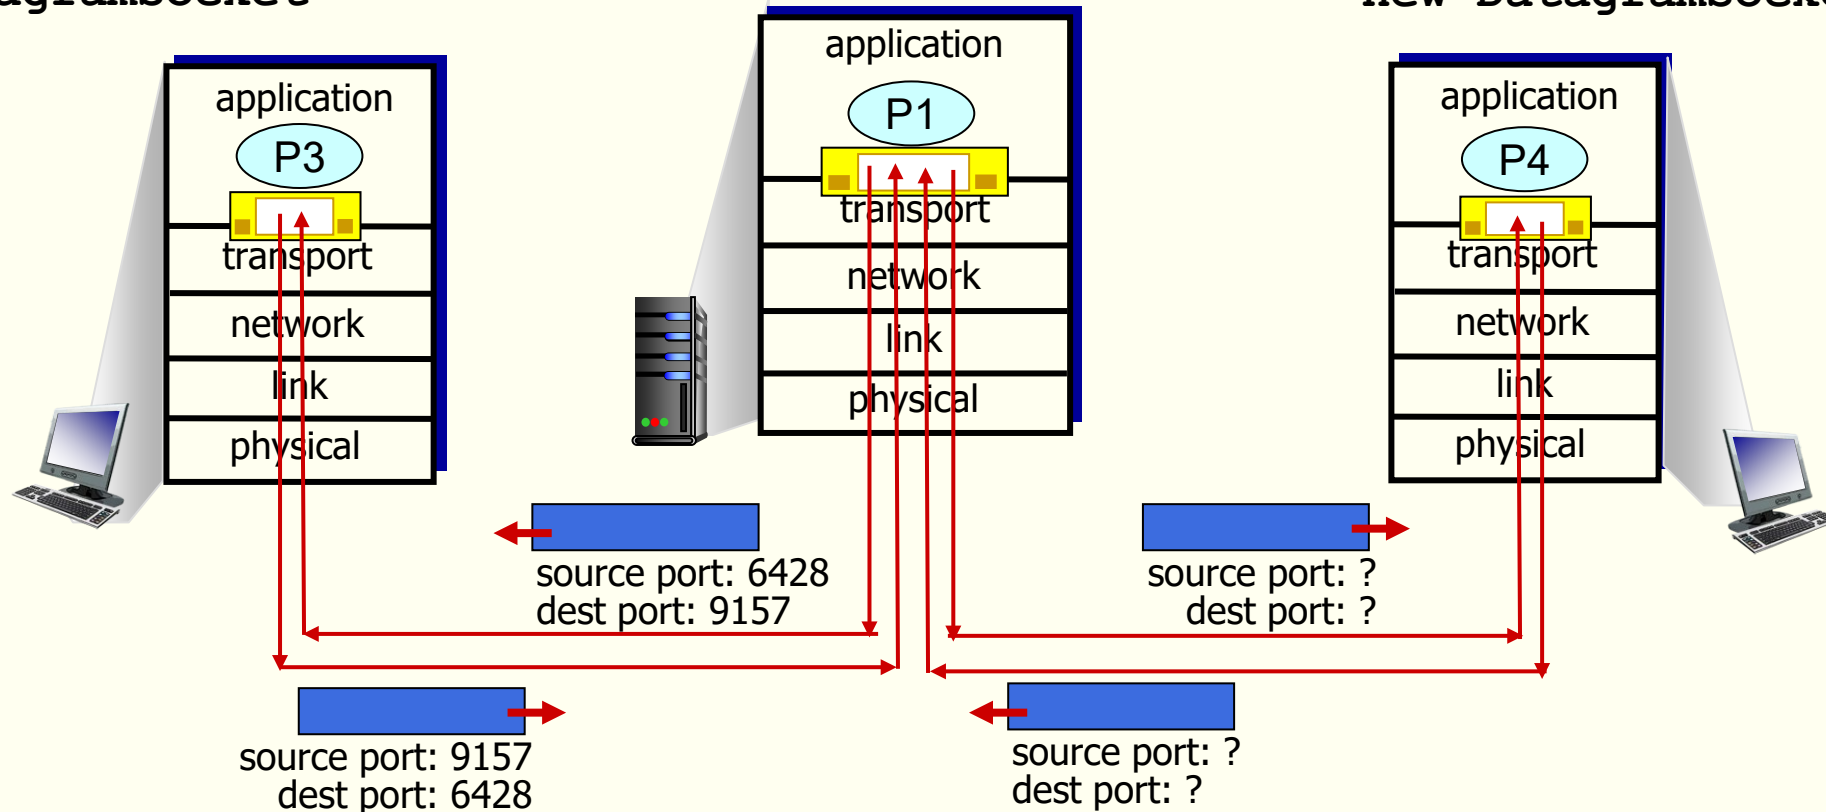 application
P3
transport
network
link
physical
application
P1
transport
network
link
physical
application
P4
transport
network
link
physical
source port: 6428
dest port: 9157
source port: ?
dest port: ?
source port: 9157
dest port: 6428
source port: ?
dest port: ?